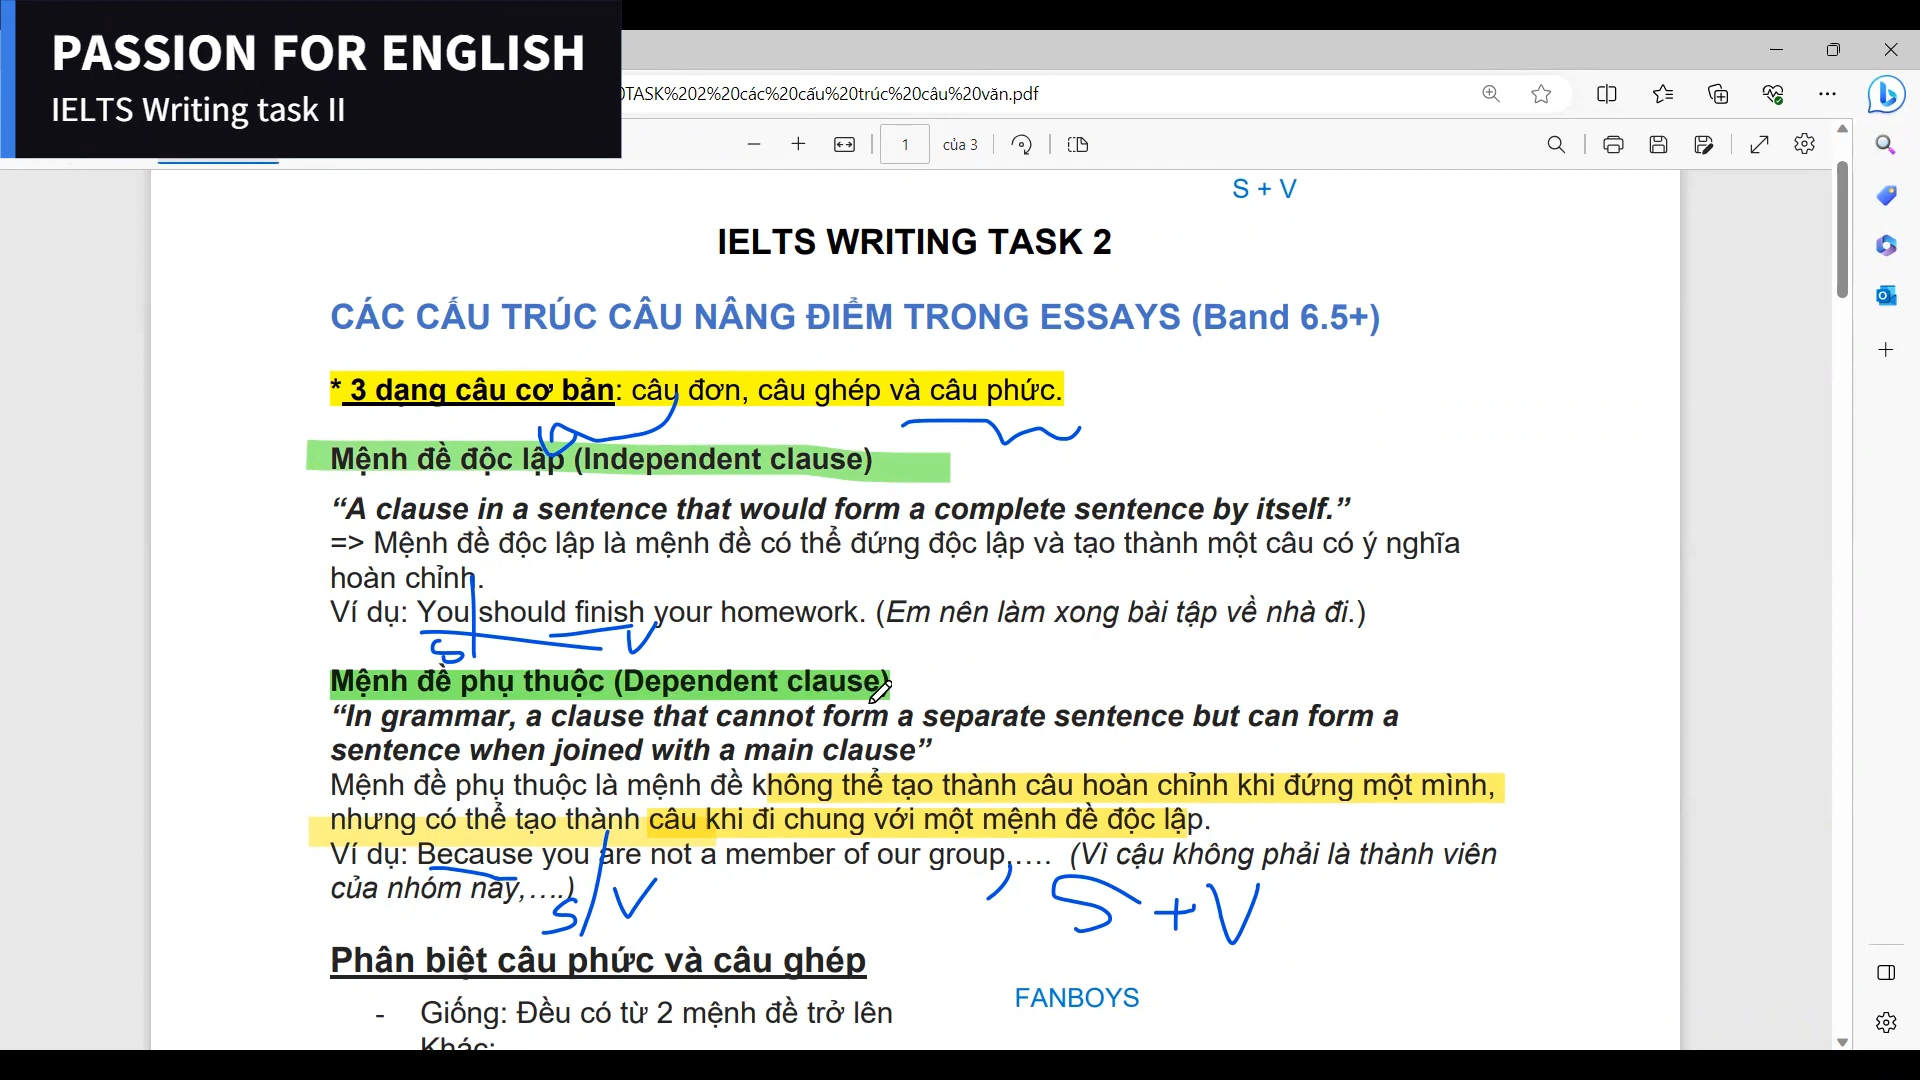 PASSION FOR ENGLISH
IELTS Writing task II
0TASK%202%20các%20cấu%20trúc%20câu%20văn.pdf
1 của 3
S + V
IELTS WRITING TASK 2
CÁC CẤU TRÚC CÂU NÂNG ĐIỂM TRONG ESSAYS (Band 6.5+)
* 3 dạng câu cơ bản: câu đơn, câu ghép và câu phức.
Mệnh đề độc lập (Independent clause)
“A clause in a sentence that would form a complete sentence by itself.”
=> Mệnh đề độc lập là mệnh đề có thể đứng độc lập và tạo thành một câu có ý nghĩa
hoàn chỉnh.
Ví dụ: You should finish your homework. (Em nên làm xong bài tập về nhà đi.)
S V
Mệnh đề phụ thuộc (Dependent clause)
“In grammar, a clause that cannot form a separate sentence but can form a
sentence when joined with a main clause”
Mệnh đề phụ thuộc là mệnh đề không thể tạo thành câu hoàn chỉnh khi đứng một mình,
nhưng có thể tạo thành câu khi đi chung với một mệnh đề độc lập.
Ví dụ: Because you are not a member of our group,…. (Vì cậu không phải là thành viên
của nhóm này,….)
S / V , S + V
Phân biệt câu phức và câu ghép
FANBOYS
- Giống: Đều có từ 2 mệnh đề trở lên
Khác: